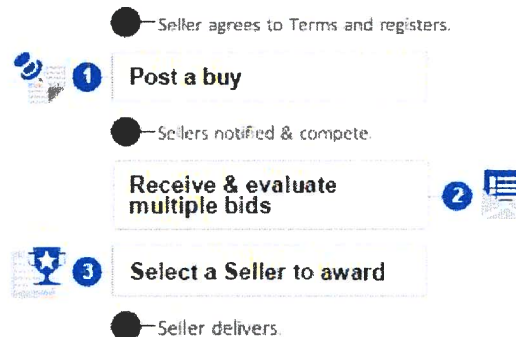 Seller agrees to Terms and registers.
1
Post a buy
Sellers notified & compete.
Receive & evaluate
multiple bids
2
3
Select a Seller to award
Seller delivers.